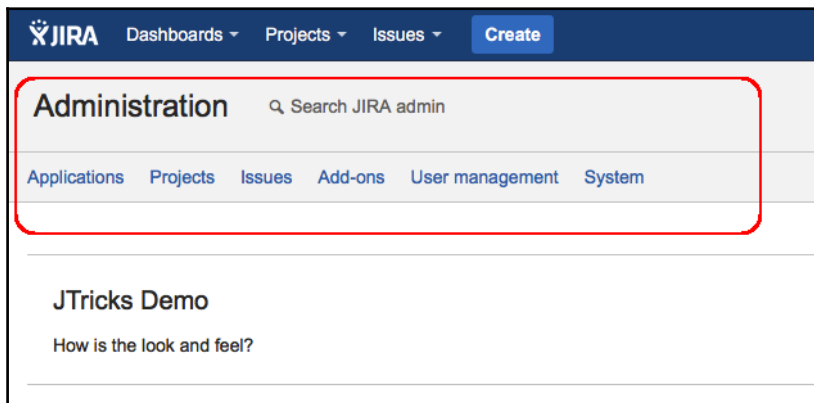 JIRA Dashboards Projects Issues Create
Administration Search JIRA admin
Applications Projects Issues Add-ons User management System
JTricks Demo
How is the look and feel?